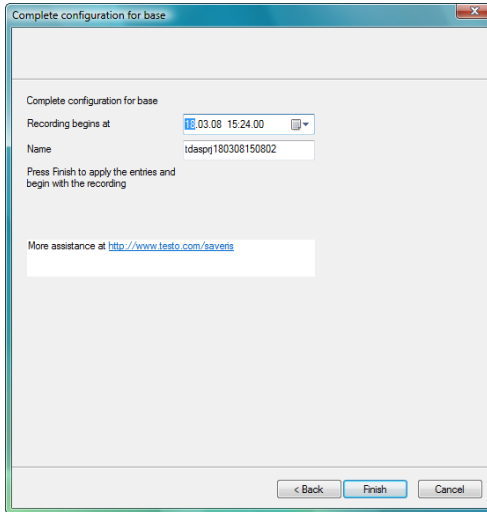 Complete configuration for base
Complete configuration for base
Recording begins at 18.03.08 15:24.00
Name tdasprj180308150802
Press Finish to apply the entries and
begin with the recording
More assistance at http://www.testo.com/saveris
< Back Finish Cancel